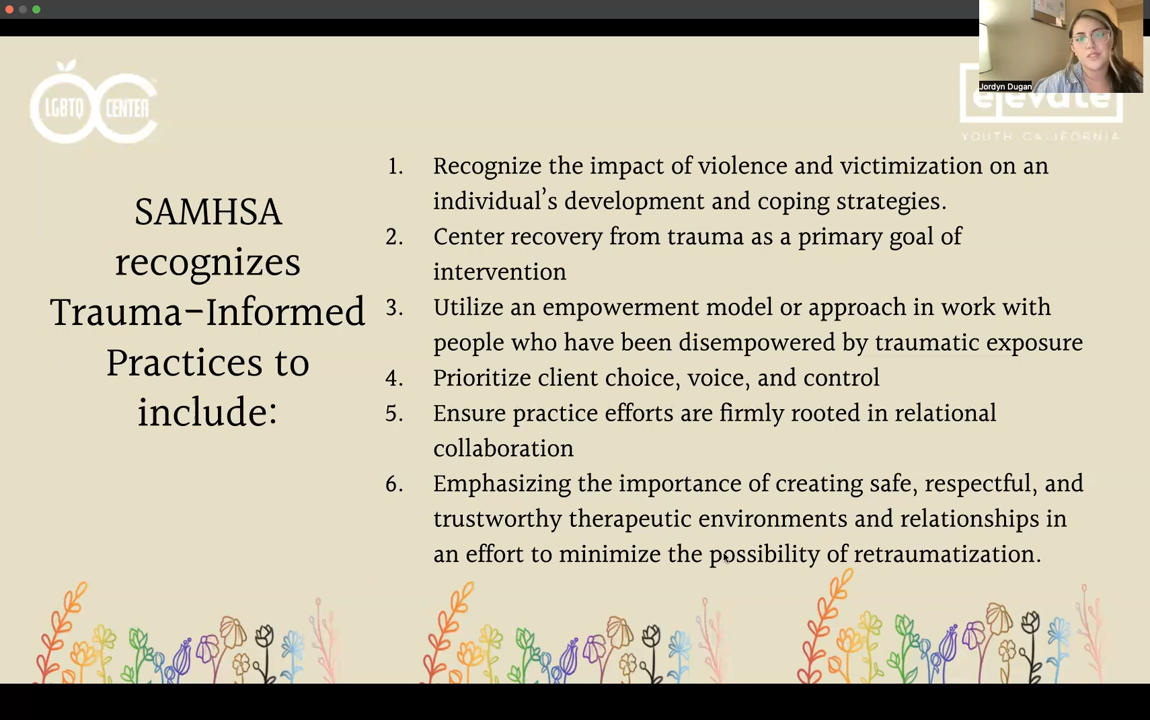 LGBTQ CENTER
elevate
YOUTH CALIFORNIA
Jordyn Dugan
SAMHSA
recognizes
Trauma-Informed
Practices to
include:
1. Recognize the impact of violence and victimization on an
individual's development and coping strategies.
2. Center recovery from trauma as a primary goal of
intervention
3. Utilize an empowerment model or approach in work with
people who have been disempowered by traumatic exposure
4. Prioritize client choice, voice, and control
5. Ensure practice efforts are firmly rooted in relational
collaboration
6. Emphasizing the importance of creating safe, respectful, and
trustworthy therapeutic environments and relationships in
an effort to minimize the possibility of retraumatization.